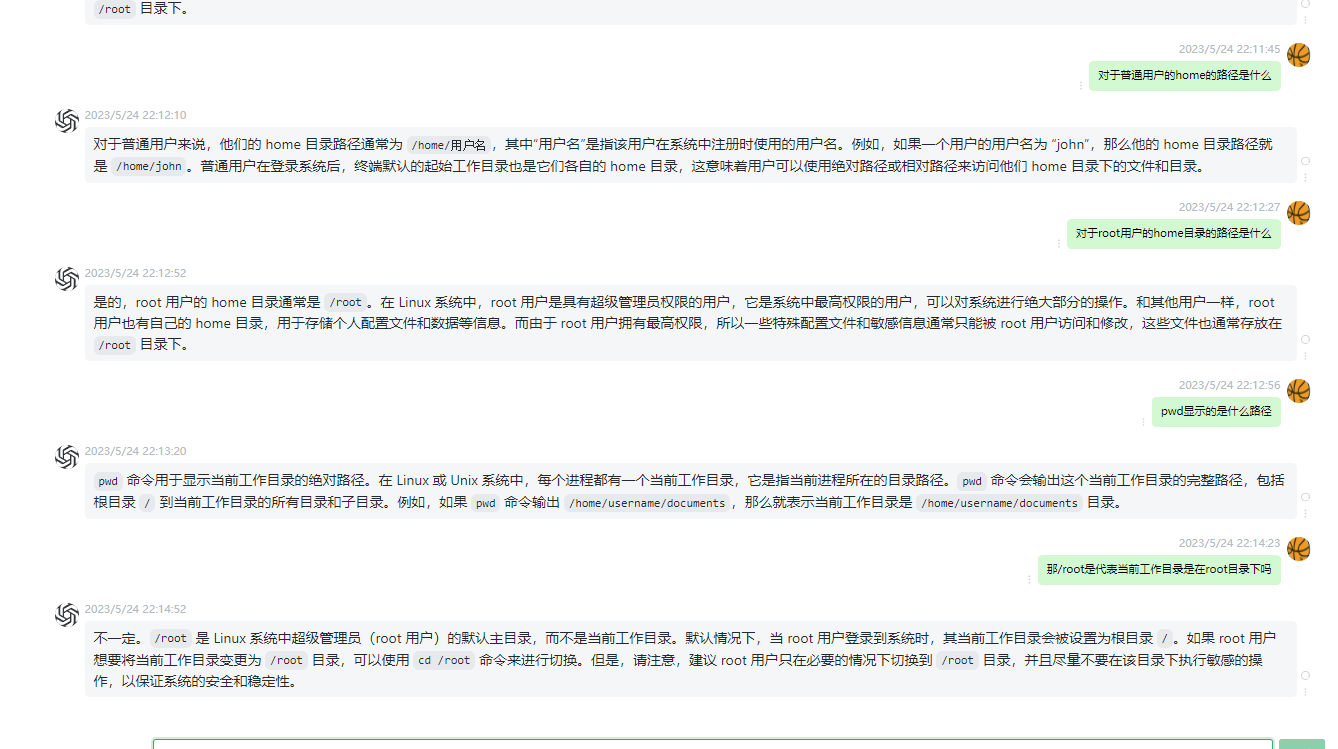 /root 目录下。
2023/5/24 22:11:45
对于普通用户的home的路径是什么
2023/5/24 22:12:10
对于普通用户来说，他们的 home 目录路径通常为 /home/用户名 ，其中“用户名”是指该用户在系统中注册时使用的用户名。例如，如果一个用户的用户名为 “john”，那么他的 home 目录路径就
是 /home/john 。普通用户在登录系统后，终端默认的起始工作目录也是它们各自的 home 目录，这意味着用户可以使用绝对路径或相对路径来访问他们 home 目录下的文件和目录。
2023/5/24 22:12:27
对于root用户的home目录的路径是什么
2023/5/24 22:12:52
是的，root 用户的 home 目录通常是 /root 。在 Linux 系统中，root 用户是具有超级管理员权限的用户，它是系统中最高权限的用户，可以对系统进行绝大部分的操作。和其他用户一样，root
用户也有自己的 home 目录，用于存储个人配置文件和数据等信息。而由于 root 用户拥有最高权限，所以一些特殊配置文件和敏感信息通常只能被 root 用户访问和修改，这些文件也通常存放在
/root 目录下。
2023/5/24 22:12:56
pwd显示的是什么路径
2023/5/24 22:13:20
pwd 命令用于显示当前工作目录的绝对路径。在 Linux 或 Unix 系统中，每个进程都有一个当前工作目录，它是指当前进程所在的目录路径。 pwd 命令会输出这个当前工作目录的完整路径，包括
根目录 / 到当前工作目录的所有目录和子目录。例如，如果 pwd 命令输出 /home/username/documents ，那么就表示当前工作目录是 /home/username/documents 目录。
2023/5/24 22:14:23
那/root是代表当前工作目录是在root目录下吗
2023/5/24 22:14:52
不一定。 /root 是 Linux 系统中超级管理员（root 用户）的默认主目录，而不是当前工作目录。默认情况下，当 root 用户登录到系统时，其当前工作目录会被设置为根目录 / 。如果 root 用户
想要将当前工作目录变更为 /root 目录，可以使用 cd /root 命令来进行切换。但是，请注意，建议 root 用户只在必要的情况下切换到 /root 目录，并且尽量不要在该目录下执行敏感的操
作，以保证系统的安全和稳定性。